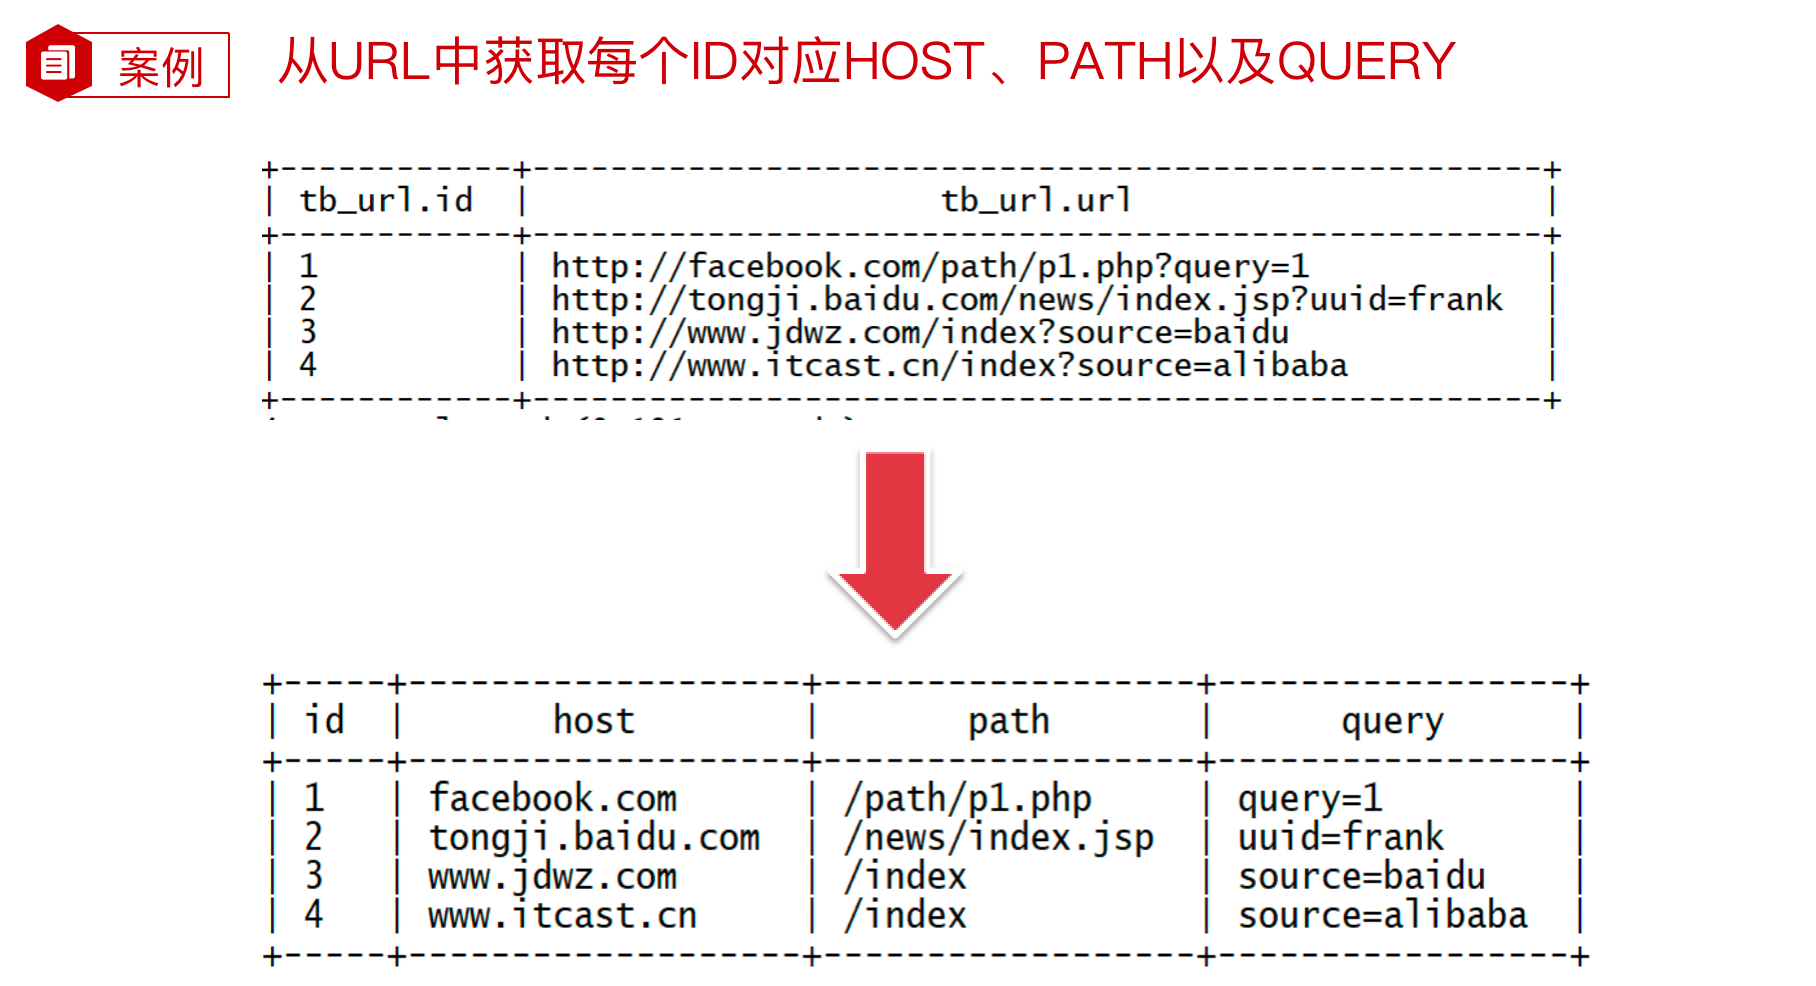 案例
从URL中获取每个ID对应HOST、PATH以及QUERY
+------------+----------------------------------------------------+
| tb_url.id  |                     tb_url.url                     |
+------------+----------------------------------------------------+
| 1          | http://facebook.com/path/p1.php?query=1            |
| 2          | http://tongji.baidu.com/news/index.jsp?uuid=frank  |
| 3          | http://www.jdwz.com/index?source=baidu             |
| 4          | http://www.itcast.cn/index?source=alibaba          |
+------------+----------------------------------------------------+
+-----+-------------------+------------------+-----------------+
| id  |       host        |       path       |      query      |
+-----+-------------------+------------------+-----------------+
| 1   | facebook.com      | /path/p1.php     | query=1         |
| 2   | tongji.baidu.com  | /news/index.jsp  | uuid=frank      |
| 3   | www.jdwz.com      | /index           | source=baidu    |
| 4   | www.itcast.cn     | /index           | source=alibaba  |
+-----+-------------------+------------------+-----------------+